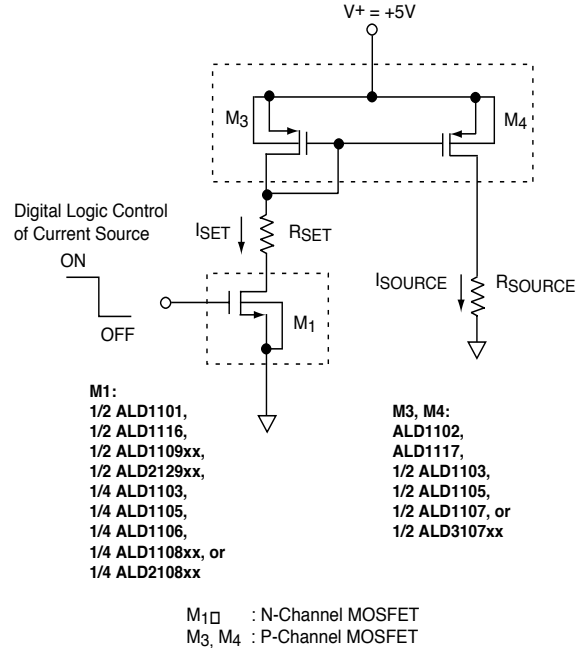 V+ = +5V
M3
M4
Digital Logic Control
of Current Source
ON
OFF
ISET
RSET
ISOURCE
RSOURCE
M1
M1:
1/2 ALD1101,
1/2 ALD1116,
1/2 ALD1109xx,
1/2 ALD2129xx,
1/4 ALD1103,
1/4 ALD1105,
1/4 ALD1106,
1/4 ALD1108xx, or
1/4 ALD2108xx
M3, M4:
ALD1102,
ALD1117,
1/2 ALD1103,
1/2 ALD1105,
1/2 ALD1107, or
1/2 ALD3107xx
M1□ : N-Channel MOSFET
M3, M4 : P-Channel MOSFET